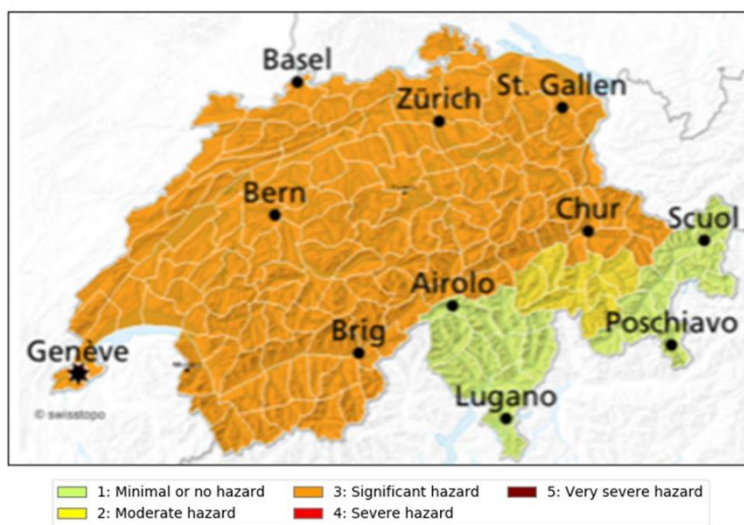 Basel
Zürich
St. Gallen
Bern
Chur
Scuol
Airolo
Brig
Poschiavo
Genève
Lugano
© swisstopo
1: Minimal or no hazard
2: Moderate hazard
3: Significant hazard
4: Severe hazard
5: Very severe hazard